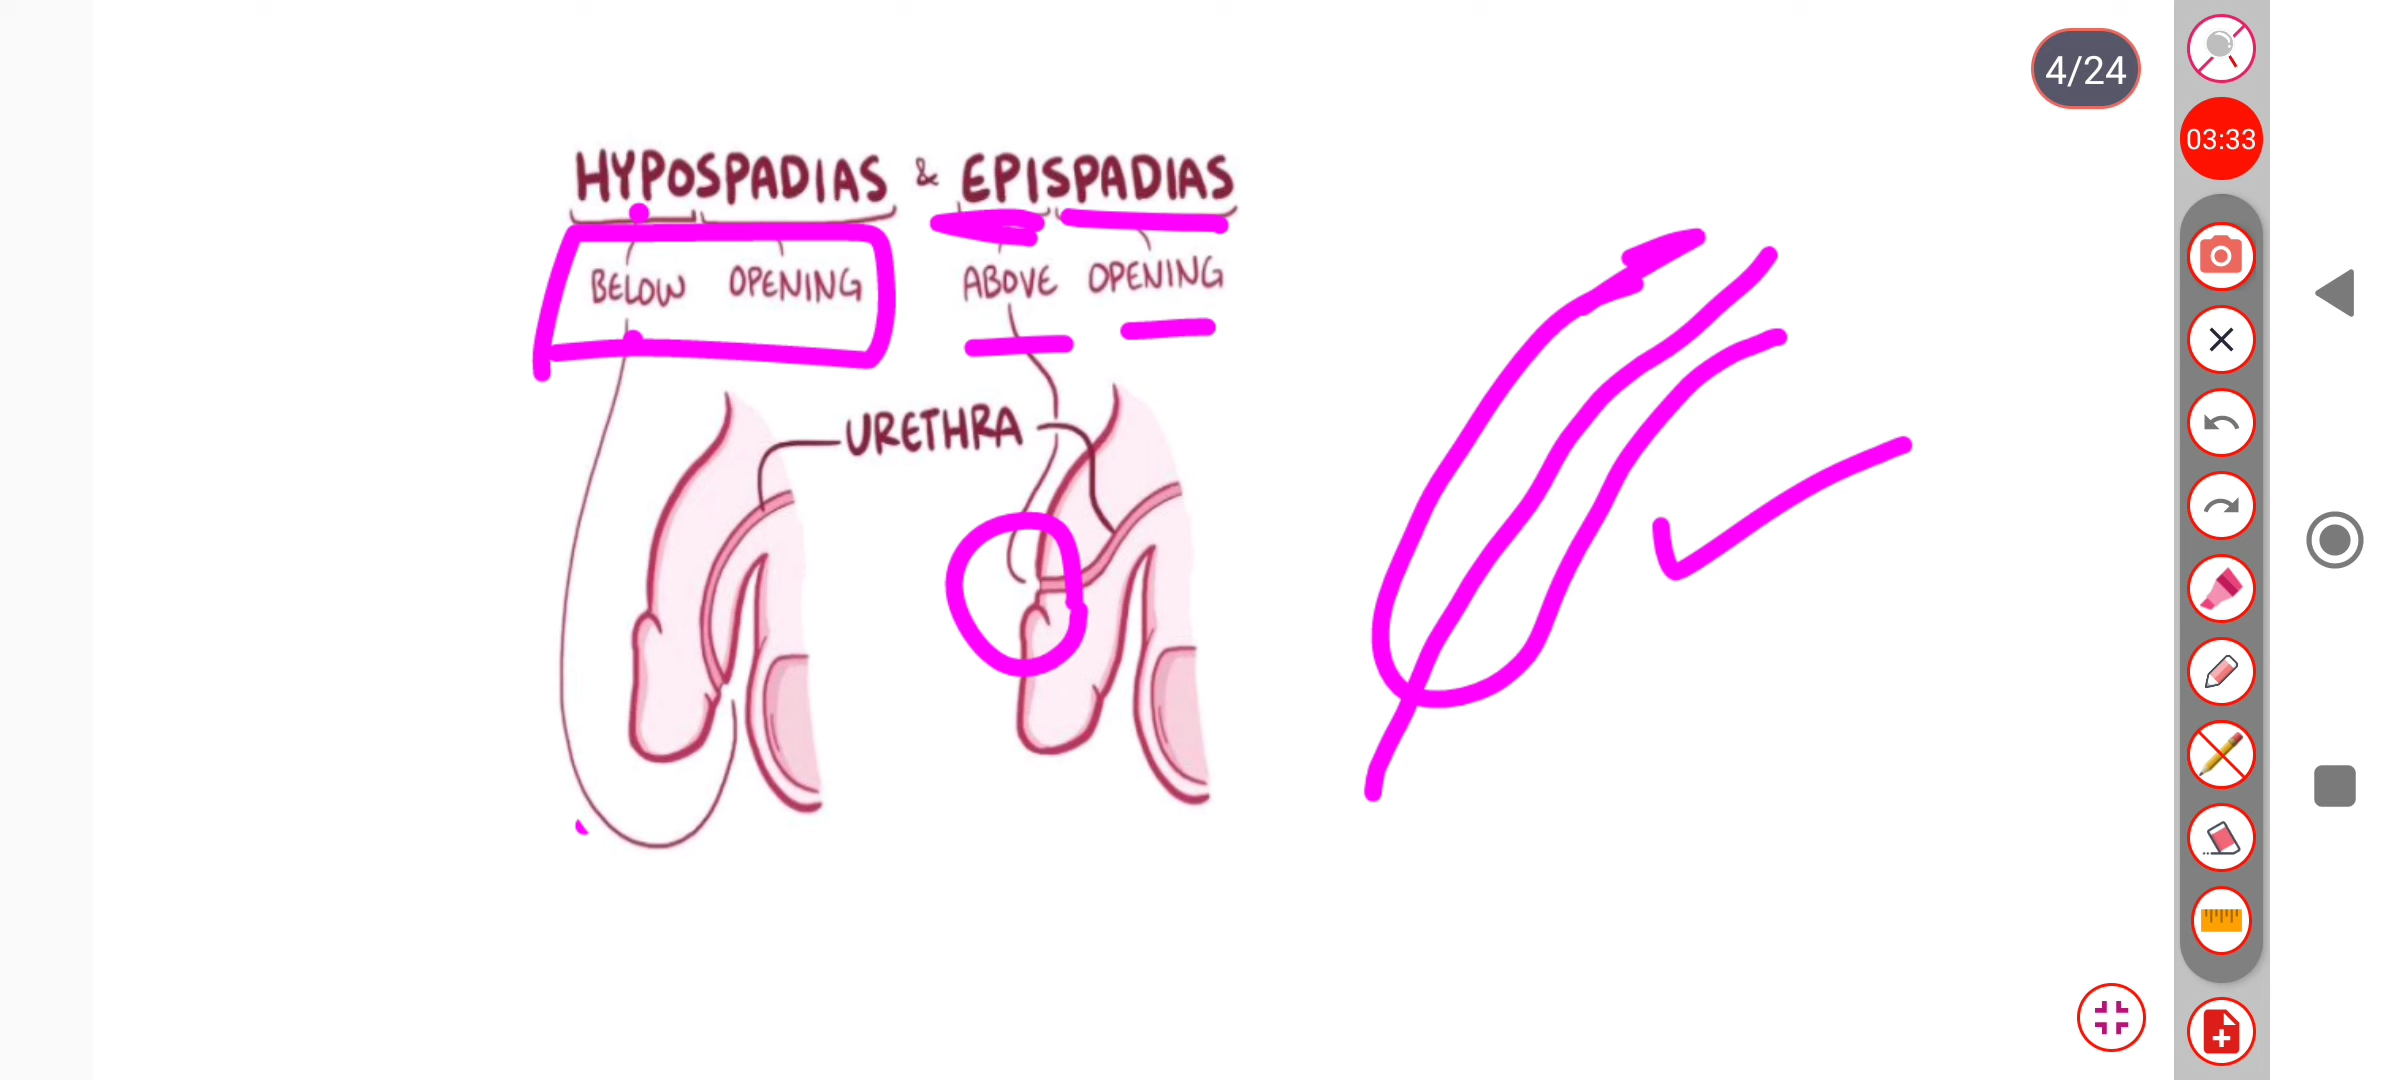 4/24
03:33
HYPOSPADIAS & EPISPADIAS
BELOW OPENING ABOVE OPENING
URETHRA